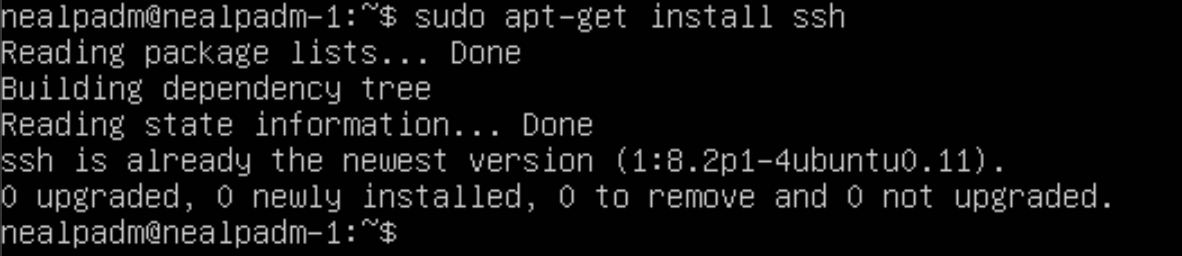 nealpadm@nealpadm-1:~$ sudo apt-get install ssh
Reading package lists... Done
Building dependency tree
Reading state information... Done
ssh is already the newest version (1:8.2p1-4ubuntu0.11).
0 upgraded, 0 newly installed, 0 to remove and 0 not upgraded.
nealpadm@nealpadm-1:~$